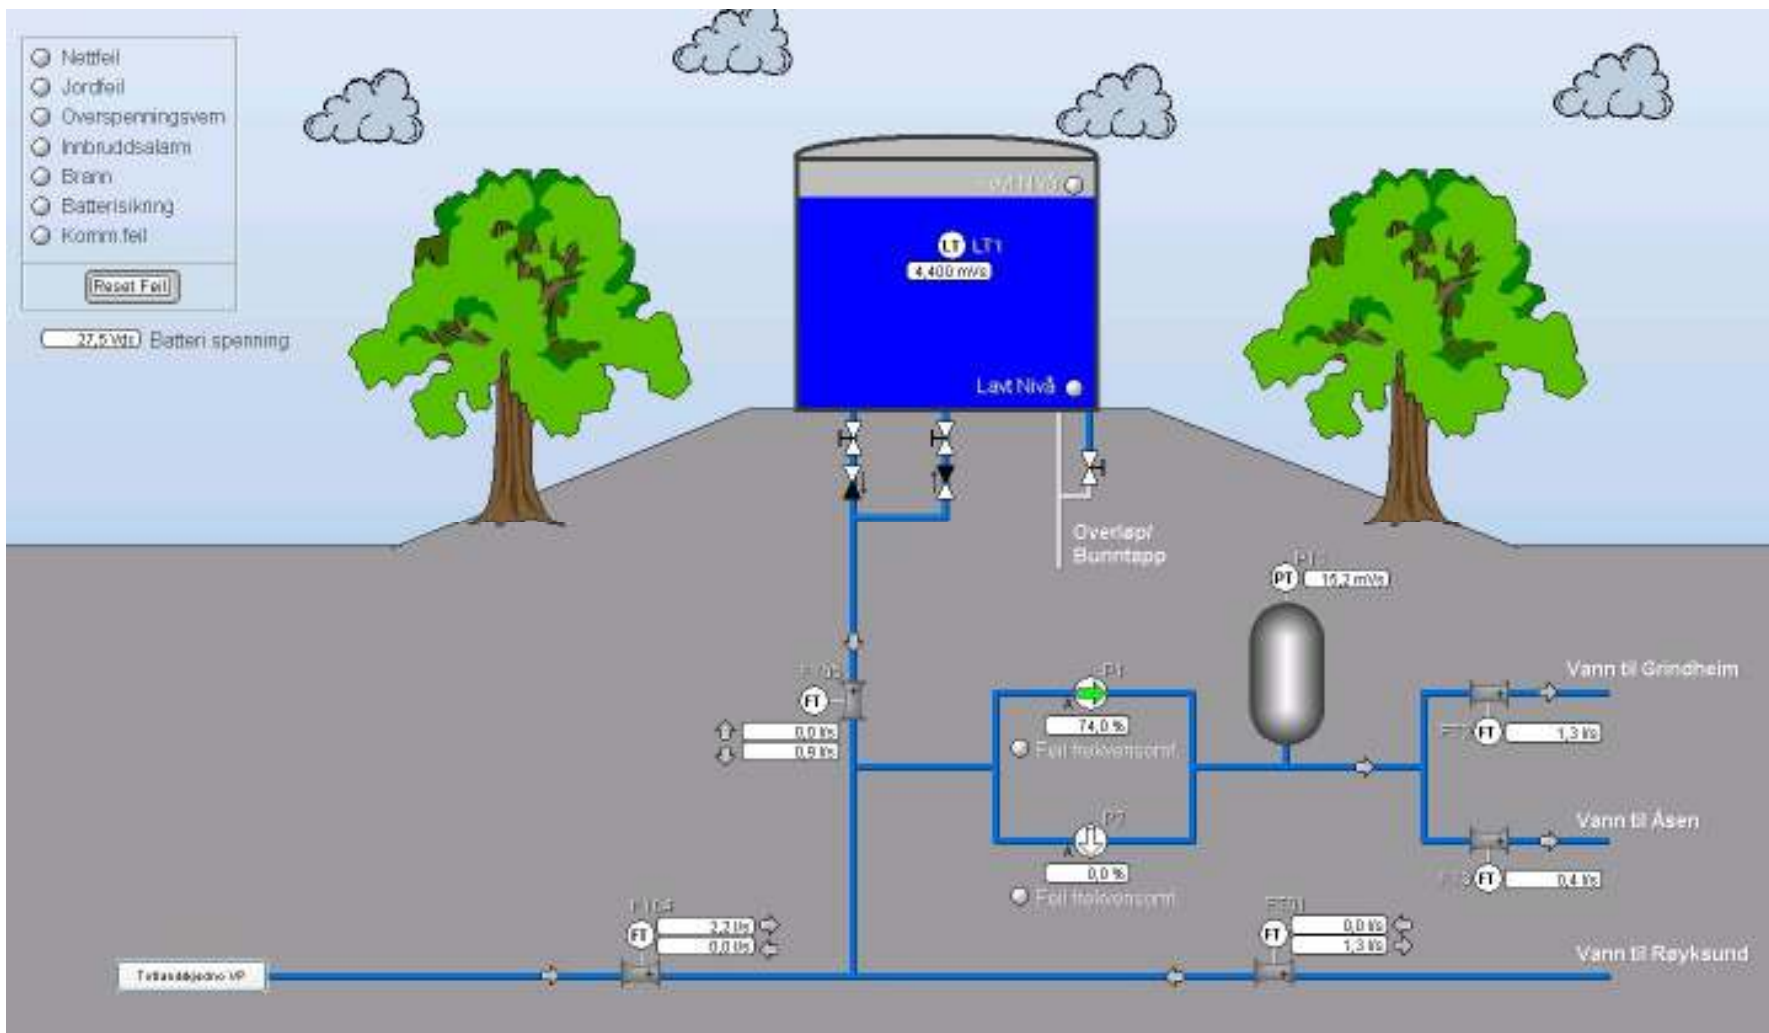 Nettfeil
Jordfeil
Overspenningsvern
Innbruddsalarm
Brann
Batterisikring
Komm.feil
Reset Feil
27,5 Vdc Batteri spenning
Nivå
LT LT1
4,400 mVs
Lavt Nivå
Overløp/
Bunntapp
PT 15,2 mVs
Vann til Grindheim
P1
A
FT
74,0 %
0,0 l/s
0,9 l/s
Feil frekvensomf.
FT 1,3 l/s
Vann til Åsen
P2
A
0,0 %
FT 0,4 l/s
Feil frekvensomf.
FT
2,2 l/s
0,0 l/s
FT
0,0 l/s
1,3 l/s
Vann til Røyksund
VP